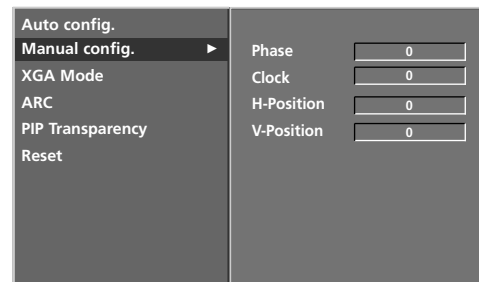 Auto config.
Manual config. ►
XGA Mode
ARC
PIP Transparency
Reset
Phase 0
Clock 0
H-Position 0
V-Position 0